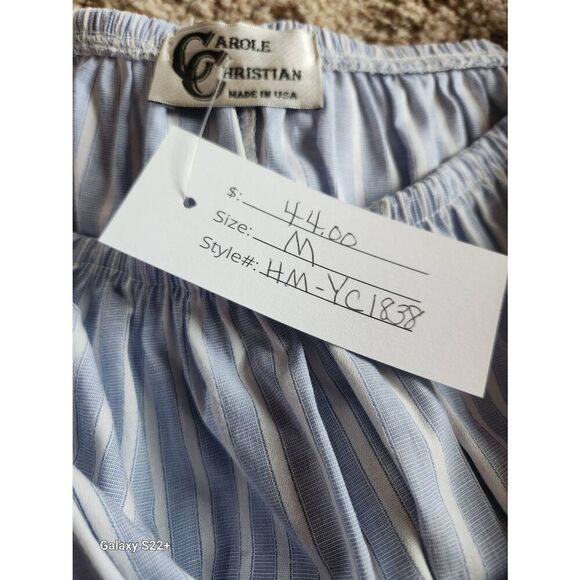 CAROLE
CHRISTIAN
MADE IN USA
$: 44.00
Size: M
Style#: HM-YC1838
Galaxy S22+